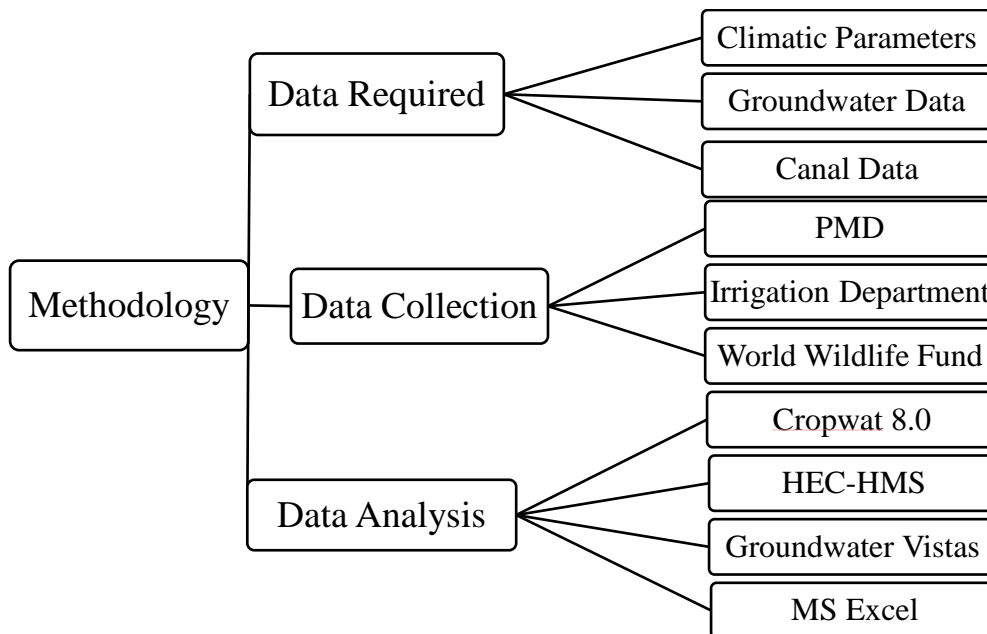 Methodology
Data Required
Climatic Parameters
Groundwater Data
Canal Data
Data Collection
PMD
Irrigation Department
World Wildlife Fund
Data Analysis
Cropwat 8.0
HEC-HMS
Groundwater Vistas
MS Excel